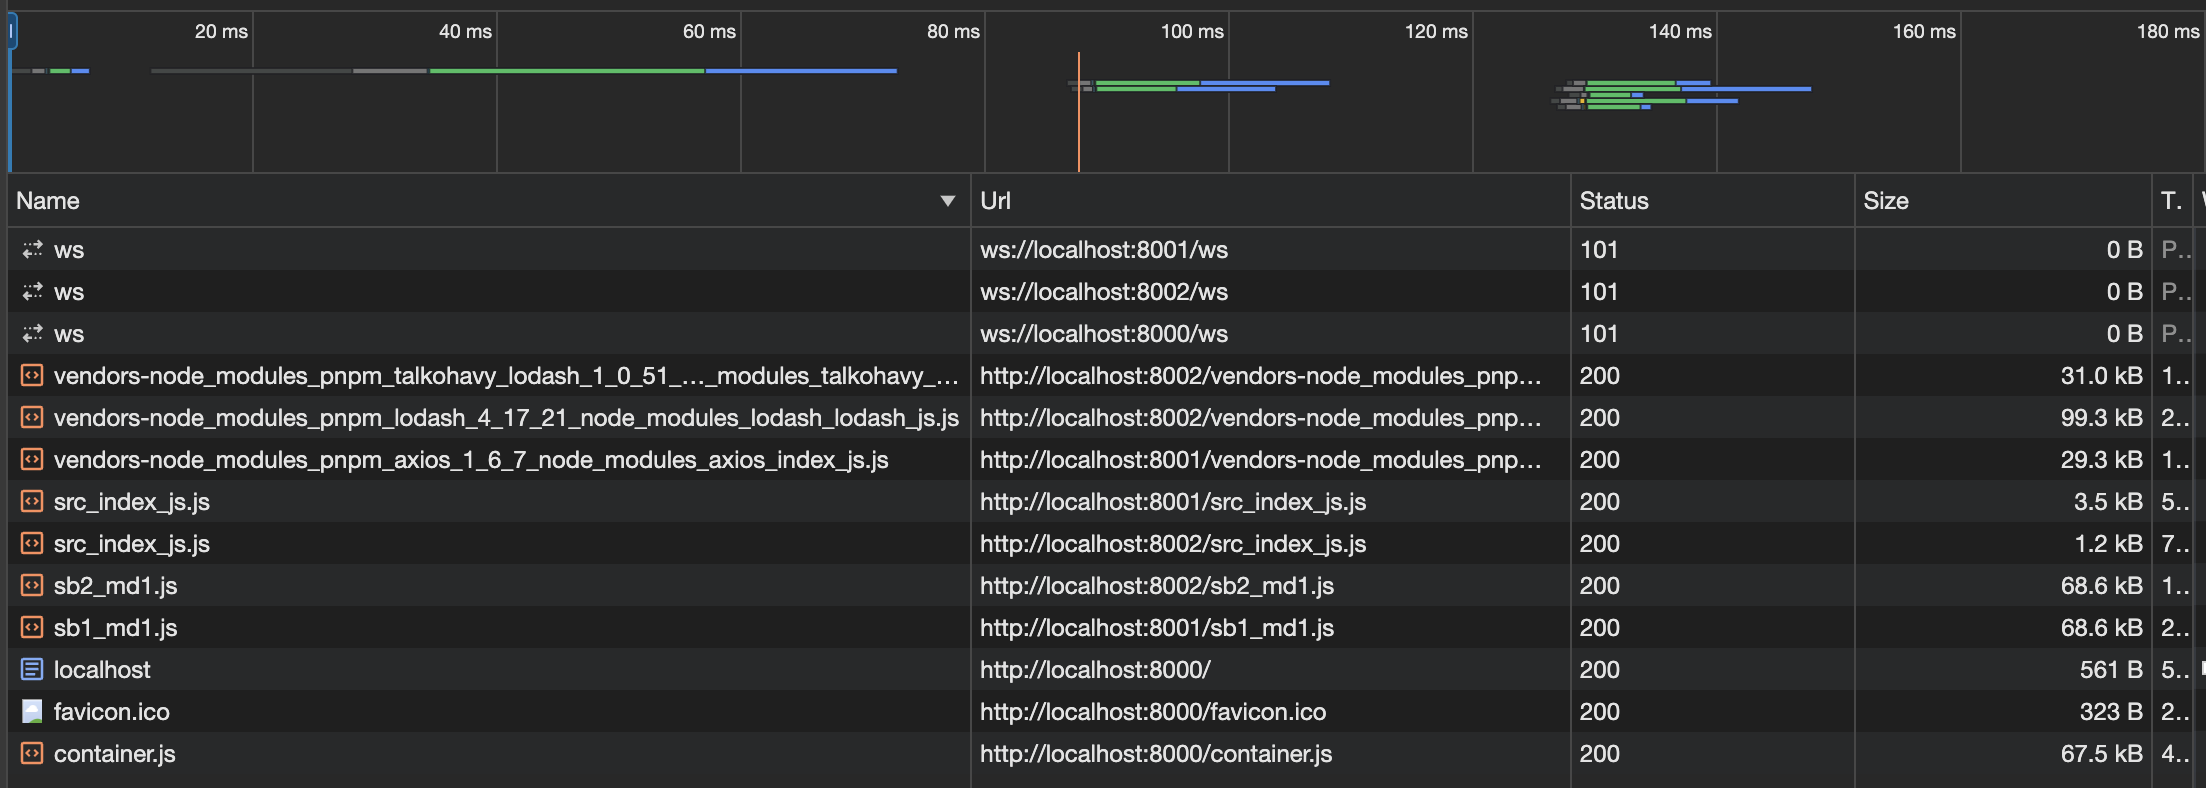 20 ms 40 ms 60 ms 80 ms 100 ms 120 ms 140 ms 160 ms 180 ms
Name Url Status Size T.
ws ws://localhost:8001/ws 101 0 B P..
ws ws://localhost:8002/ws 101 0 B P..
ws ws://localhost:8000/ws 101 0 B P..
vendors-node_modules_pnpm_talkohavy_lodash_1_0_51_…_modules_talkohavy_… http://localhost:8002/vendors-node_modules_pnp… 200 31.0 kB 1..
vendors-node_modules_pnpm_lodash_4_17_21_node_modules_lodash_lodash_js.js http://localhost:8002/vendors-node_modules_pnp… 200 99.3 kB 2..
vendors-node_modules_pnpm_axios_1_6_7_node_modules_axios_index_js.js http://localhost:8001/vendors-node_modules_pnp… 200 29.3 kB 1..
src_index_js.js http://localhost:8001/src_index_js.js 200 3.5 kB 5..
src_index_js.js http://localhost:8002/src_index_js.js 200 1.2 kB 7..
sb2_md1.js http://localhost:8002/sb2_md1.js 200 68.6 kB 1..
sb1_md1.js http://localhost:8001/sb1_md1.js 200 68.6 kB 2..
localhost http://localhost:8000/ 200 561 B 5..
favicon.ico http://localhost:8000/favicon.ico 200 323 B 2..
container.js http://localhost:8000/container.js 200 67.5 kB 4..